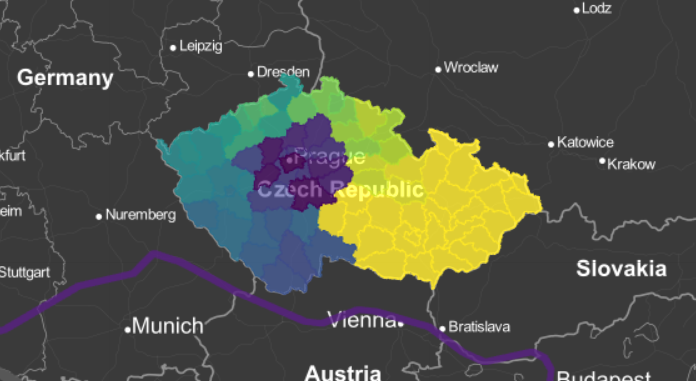 Lodz
Leipzig
Germany
Dresden
Wroclaw
Katowice
kfurt
Prague
Krakow
Czech Republic
eim
Nuremberg
Slovakia
Stuttgart
Munich
Vienna
Bratislava
Austria
Budapest